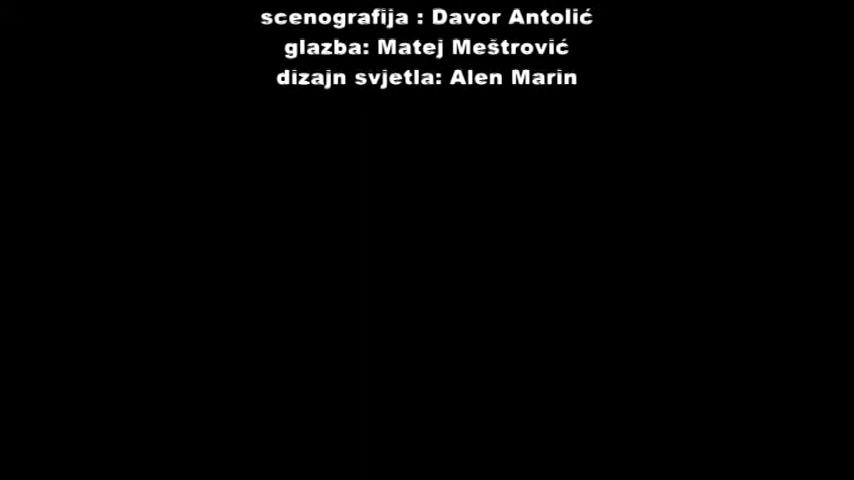 scenografija : Davor Antolić
glazba: Matej Meštrović
dizajn svjetla: Alen Marin